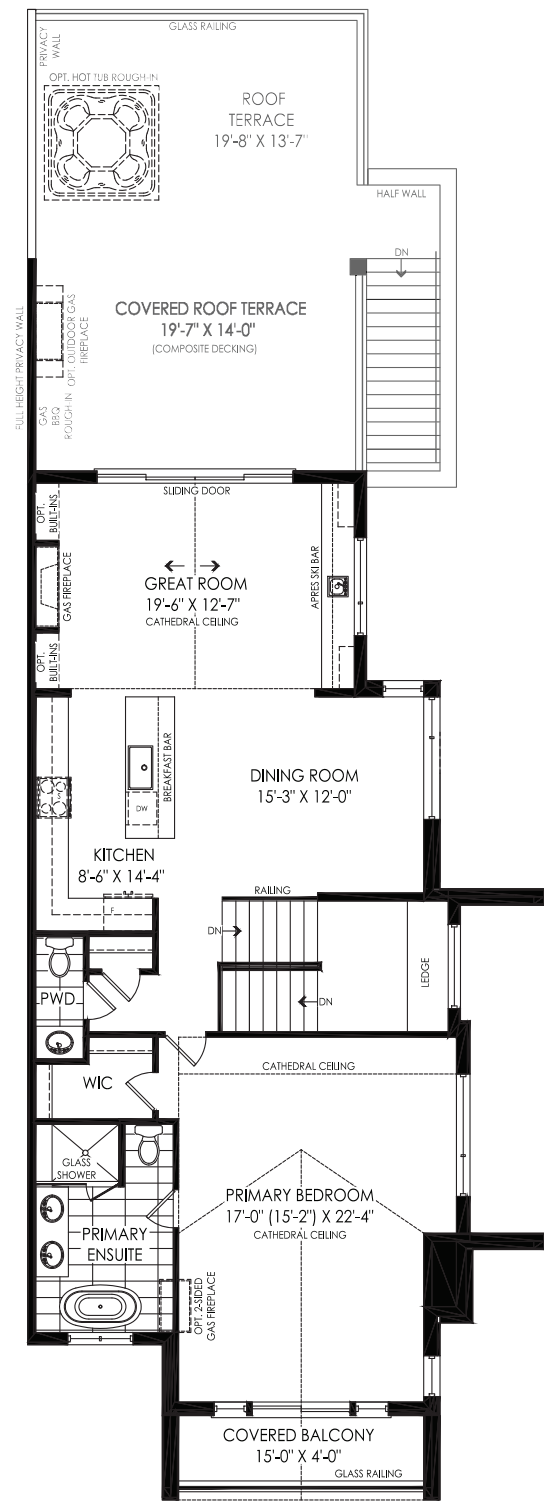 GLASS RAILING
PRIVACY
WALL
OPT. HOT TUB ROUGH-IN
ROOF
TERRACE
19'-8" X 13'-7"
HALF WALL
DN
COVERED ROOF TERRACE
19'-7" X 14'-0"
(COMPOSITE DECKING)
FULL HEIGHT PRIVACY WALL
OPT. OUTDOOR GAS
FIREPLACE
GAS
BBQ
ROUGH-IN
SLIDING DOOR
OPT.
BUILT-INS
GAS FIREPLACE
OPT.
BUILT-INS
GREAT ROOM
19'-6" X 12'-7"
CATHEDRAL CEILING
APRES SKI BAR
BREAKFAST BAR
DW
DINING ROOM
15'-3" X 12'-0"
KITCHEN
8'-6" X 14'-4"
F
RAILING
DN
DN
LEDGE
PWD
WIC
CATHEDRAL CEILING
GLASS
SHOWER
PRIMARY BEDROOM
17'-0" (15'-2") X 22'-4"
CATHEDRAL CEILING
PRIMARY
ENSUITE
OPT. 2-SIDED
GAS FIREPLACE
COVERED BALCONY
15'-0" X 4'-0"
GLASS RAILING